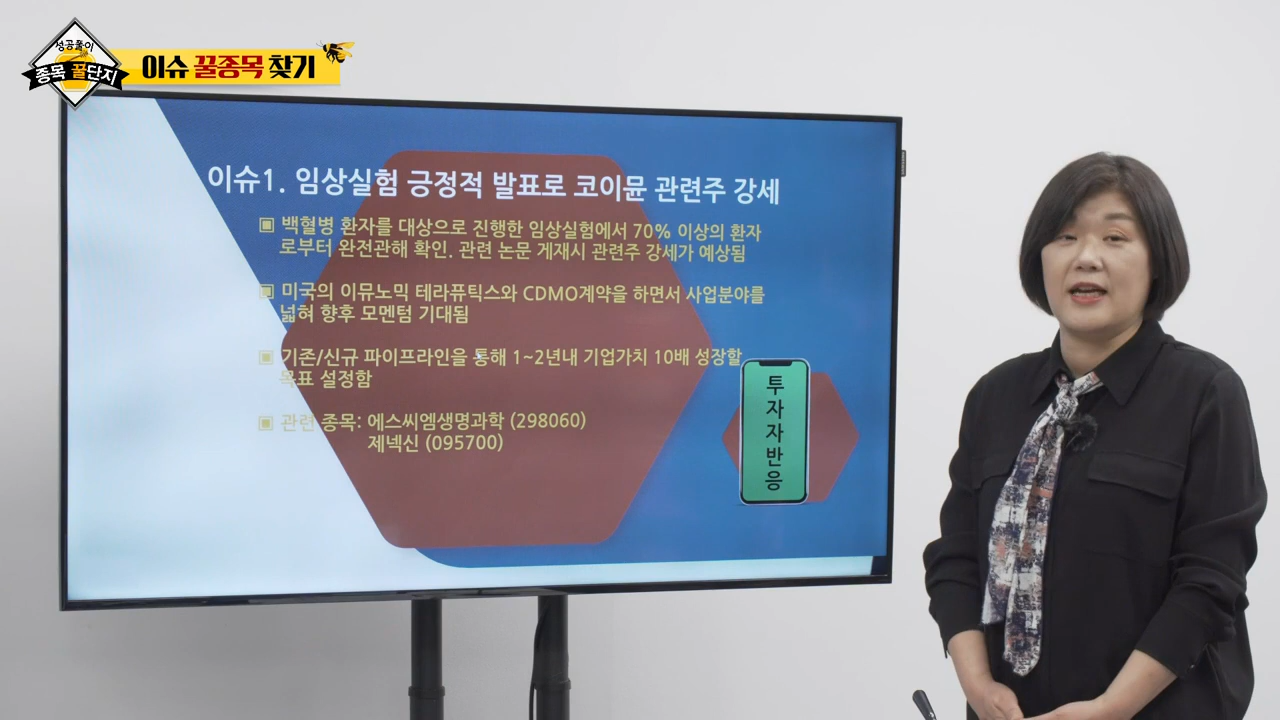 성공풀이
종목 꿀단지
이슈 꿀종목 찾기
이슈1. 임상실험 긍정적 발표로 코이뮨 관련주 강세
▣ 백혈병 환자를 대상으로 진행한 임상실험에서 70% 이상의 환자
로부터 완전관해 확인. 관련 논문 게재시 관련주 강세가 예상됨
▣ 미국의 이뮤노믹 테라퓨틱스와 CDMO계약을 하면서 사업분야를
넓혀 향후 모멘텀 기대됨
▣ 기존/신규 파이프라인을 통해 1~2년내 기업가치 10배 성장할
목표 설정함
▣ 관련 종목: 에스씨엠생명과학 (298060)
제넥신 (095700)
투
자
자
반
응